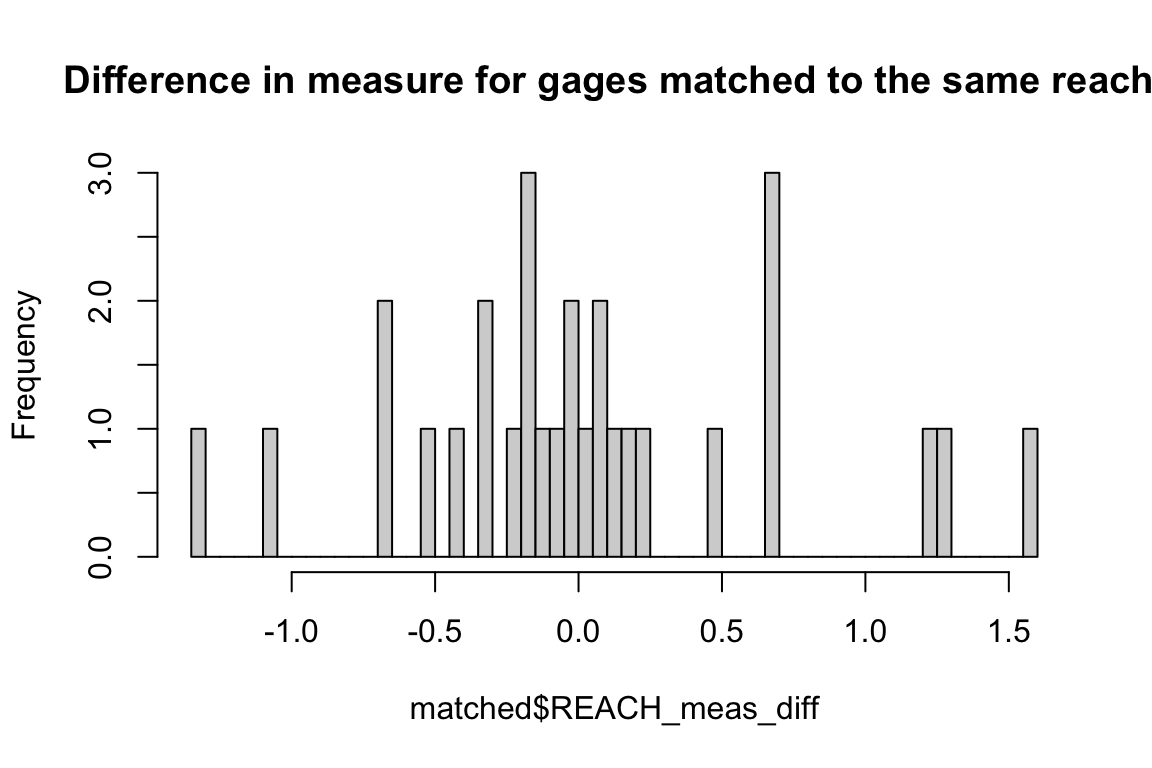 Difference in measure for gages matched to the same reach
Frequency
3.0
2.0
1.0
0.0
-1.0 -0.5 0.0 0.5 1.0 1.5
matched$REACH_meas_diff